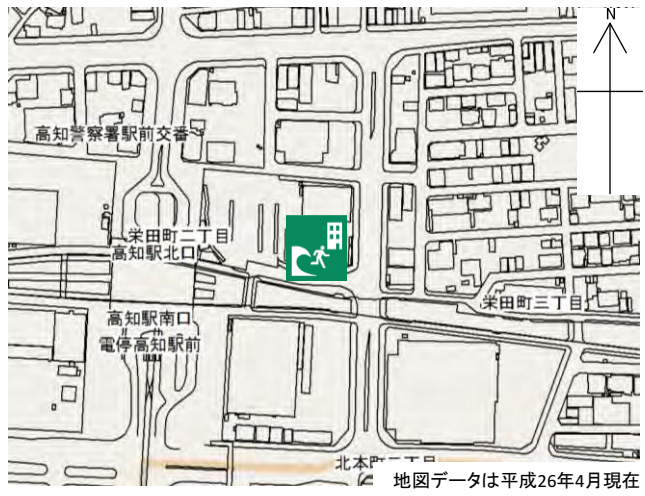 N
高知警察署駅前交番
栄田町二丁目
高知駅北口
栄田町三丁目
高知駅南口
電停高知駅前
北本町二丁目
地図データは平成26年4月現在